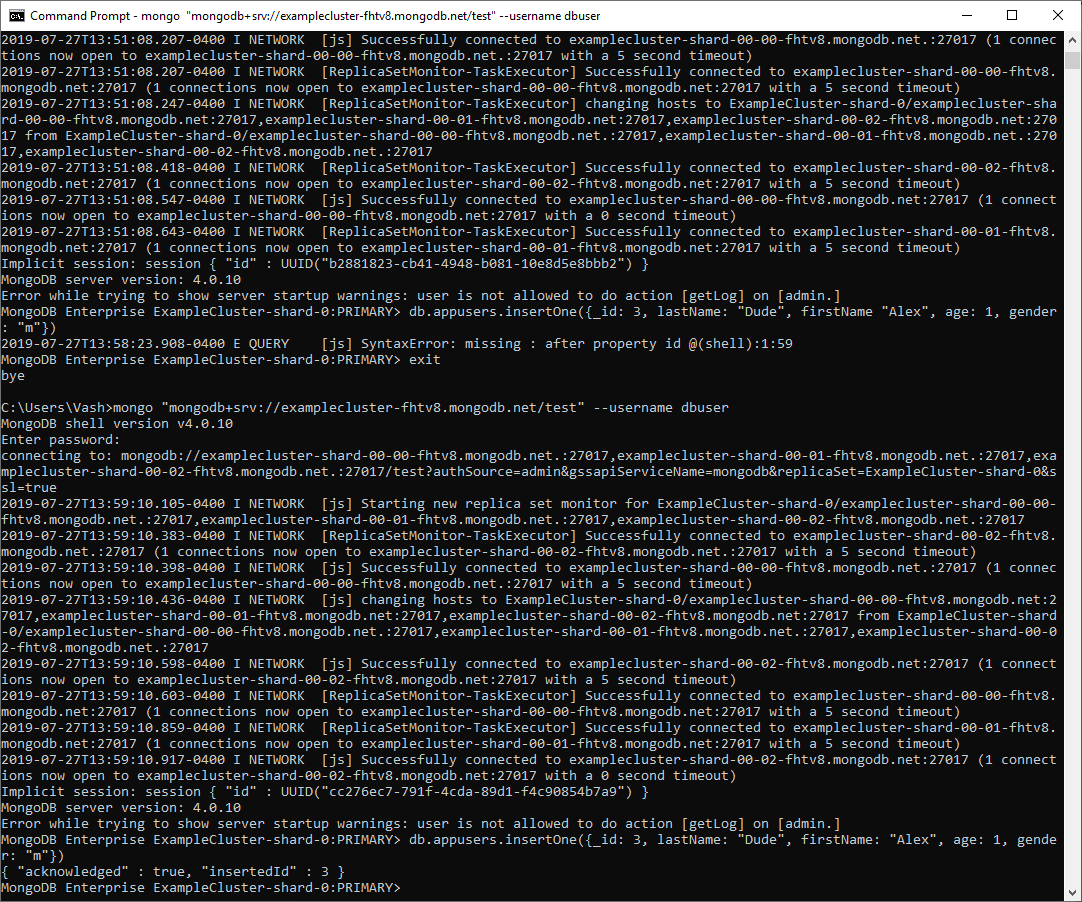 Command Prompt - mongo  "mongodb+srv://examplecluster-fhtv8.mongodb.net/test" --username dbuser
2019-07-27T13:51:08.207-0400 I NETWORK  [js] Successfully connected to examplecluster-shard-00-00-fhtv8.mongodb.net.:27017 (1 connec
tions now open to examplecluster-shard-00-00-fhtv8.mongodb.net.:27017 with a 5 second timeout)
2019-07-27T13:51:08.207-0400 I NETWORK  [ReplicaSetMonitor-TaskExecutor] Successfully connected to examplecluster-shard-00-00-fhtv8.
mongodb.net:27017 (1 connections now open to examplecluster-shard-00-00-fhtv8.mongodb.net:27017 with a 5 second timeout)
2019-07-27T13:51:08.247-0400 I NETWORK  [ReplicaSetMonitor-TaskExecutor] changing hosts to ExampleCluster-shard-0/examplecluster-sha
rd-00-00-fhtv8.mongodb.net:27017,examplecluster-shard-00-01-fhtv8.mongodb.net:27017,examplecluster-shard-00-02-fhtv8.mongodb.net:270
17 from ExampleCluster-shard-0/examplecluster-shard-00-00-fhtv8.mongodb.net.:27017,examplecluster-shard-00-01-fhtv8.mongodb.net.:270
17,examplecluster-shard-00-02-fhtv8.mongodb.net.:27017
2019-07-27T13:51:08.418-0400 I NETWORK  [ReplicaSetMonitor-TaskExecutor] Successfully connected to examplecluster-shard-00-02-fhtv8.
mongodb.net:27017 (1 connections now open to examplecluster-shard-00-02-fhtv8.mongodb.net:27017 with a 5 second timeout)
2019-07-27T13:51:08.547-0400 I NETWORK  [js] Successfully connected to examplecluster-shard-00-00-fhtv8.mongodb.net:27017 (1 connect
ions now open to examplecluster-shard-00-00-fhtv8.mongodb.net:27017 with a 0 second timeout)
2019-07-27T13:51:08.643-0400 I NETWORK  [ReplicaSetMonitor-TaskExecutor] Successfully connected to examplecluster-shard-00-01-fhtv8.
mongodb.net:27017 (1 connections now open to examplecluster-shard-00-01-fhtv8.mongodb.net:27017 with a 5 second timeout)
Implicit session: session { "id" : UUID("b2881823-cb41-4948-b081-10e8d5e8bbb2") }
MongoDB server version: 4.0.10
Error while trying to show server startup warnings: user is not allowed to do action [getLog] on [admin.]
MongoDB Enterprise ExampleCluster-shard-0:PRIMARY> db.appusers.insertOne({_id: 3, lastName: "Dude", firstName "Alex", age: 1, gender
: "m"})
2019-07-27T13:58:23.908-0400 E QUERY    [js] SyntaxError: missing : after property id @(shell):1:59
MongoDB Enterprise ExampleCluster-shard-0:PRIMARY> exit
bye
C:\Users\Vash>mongo "mongodb+srv://examplecluster-fhtv8.mongodb.net/test" --username dbuser
MongoDB shell version v4.0.10
Enter password:
connecting to: mongodb://examplecluster-shard-00-00-fhtv8.mongodb.net.:27017,examplecluster-shard-00-01-fhtv8.mongodb.net.:27017,exa
mplecluster-shard-00-02-fhtv8.mongodb.net.:27017/test?authSource=admin&gssapiServiceName=mongodb&replicaSet=ExampleCluster-shard-0&s
sl=true
2019-07-27T13:59:10.105-0400 I NETWORK  [js] Starting new replica set monitor for ExampleCluster-shard-0/examplecluster-shard-00-00-
fhtv8.mongodb.net.:27017,examplecluster-shard-00-01-fhtv8.mongodb.net.:27017,examplecluster-shard-00-02-fhtv8.mongodb.net.:27017
2019-07-27T13:59:10.383-0400 I NETWORK  [ReplicaSetMonitor-TaskExecutor] Successfully connected to examplecluster-shard-00-02-fhtv8.
mongodb.net.:27017 (1 connections now open to examplecluster-shard-00-02-fhtv8.mongodb.net.:27017 with a 5 second timeout)
2019-07-27T13:59:10.398-0400 I NETWORK  [js] Successfully connected to examplecluster-shard-00-00-fhtv8.mongodb.net.:27017 (1 connec
tions now open to examplecluster-shard-00-00-fhtv8.mongodb.net.:27017 with a 5 second timeout)
2019-07-27T13:59:10.436-0400 I NETWORK  [js] changing hosts to ExampleCluster-shard-0/examplecluster-shard-00-00-fhtv8.mongodb.net:2
7017,examplecluster-shard-00-01-fhtv8.mongodb.net:27017,examplecluster-shard-00-02-fhtv8.mongodb.net:27017 from ExampleCluster-shard
-0/examplecluster-shard-00-00-fhtv8.mongodb.net.:27017,examplecluster-shard-00-01-fhtv8.mongodb.net.:27017,examplecluster-shard-00-0
2-fhtv8.mongodb.net.:27017
2019-07-27T13:59:10.598-0400 I NETWORK  [js] Successfully connected to examplecluster-shard-00-02-fhtv8.mongodb.net:27017 (1 connect
ions now open to examplecluster-shard-00-02-fhtv8.mongodb.net:27017 with a 5 second timeout)
2019-07-27T13:59:10.603-0400 I NETWORK  [ReplicaSetMonitor-TaskExecutor] Successfully connected to examplecluster-shard-00-00-fhtv8.
mongodb.net:27017 (1 connections now open to examplecluster-shard-00-00-fhtv8.mongodb.net:27017 with a 5 second timeout)
2019-07-27T13:59:10.859-0400 I NETWORK  [ReplicaSetMonitor-TaskExecutor] Successfully connected to examplecluster-shard-00-01-fhtv8.
mongodb.net:27017 (1 connections now open to examplecluster-shard-00-01-fhtv8.mongodb.net:27017 with a 5 second timeout)
2019-07-27T13:59:10.917-0400 I NETWORK  [js] Successfully connected to examplecluster-shard-00-02-fhtv8.mongodb.net:27017 (1 connect
ions now open to examplecluster-shard-00-02-fhtv8.mongodb.net:27017 with a 0 second timeout)
Implicit session: session { "id" : UUID("cc276ec7-791f-4cda-89d1-f4c90854b7a9") }
MongoDB server version: 4.0.10
Error while trying to show server startup warnings: user is not allowed to do action [getLog] on [admin.]
MongoDB Enterprise ExampleCluster-shard-0:PRIMARY> db.appusers.insertOne({_id: 3, lastName: "Dude", firstName: "Alex", age: 1, gende
r: "m"})
{ "acknowledged" : true, "insertedId" : 3 }
MongoDB Enterprise ExampleCluster-shard-0:PRIMARY>